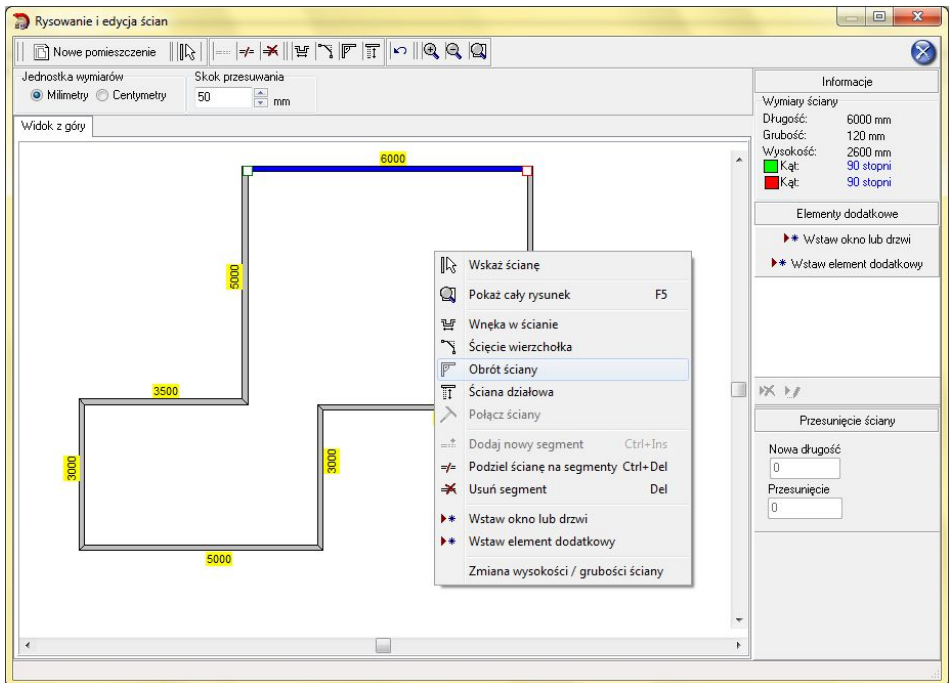 Rysowanie i edycja ścian
Nowe pomieszczenie
Jednostka wymiarów
Skok przesuwania
Milimetry
Centymetry
50
mm
Widok z góry
6000
5000
3500
3000
3000
5000
Wskaż ścianę
Pokaż cały rysunek F5
Wnęka w ścianie
Ścięcie wierzchołka
Obrót ściany
Ściana działowa
Połącz ściany
Dodaj nowy segment Ctrl+Ins
Podziel ścianę na segmenty Ctrl+Del
Usuń segment Del
Wstaw okno lub drzwi
Wstaw element dodatkowy
Zmiana wysokości / grubości ściany
Informacje
Wymiary ściany
Długość: 6000 mm
Grubość: 120 mm
Wysokość: 2600 mm
Kąt: 90 stopni
Kąt: 90 stopni
Elementy dodatkowe
Wstaw okno lub drzwi
Wstaw element dodatkowy
Przesunięcie ściany
Nowa długość
0
Przesunięcie
0